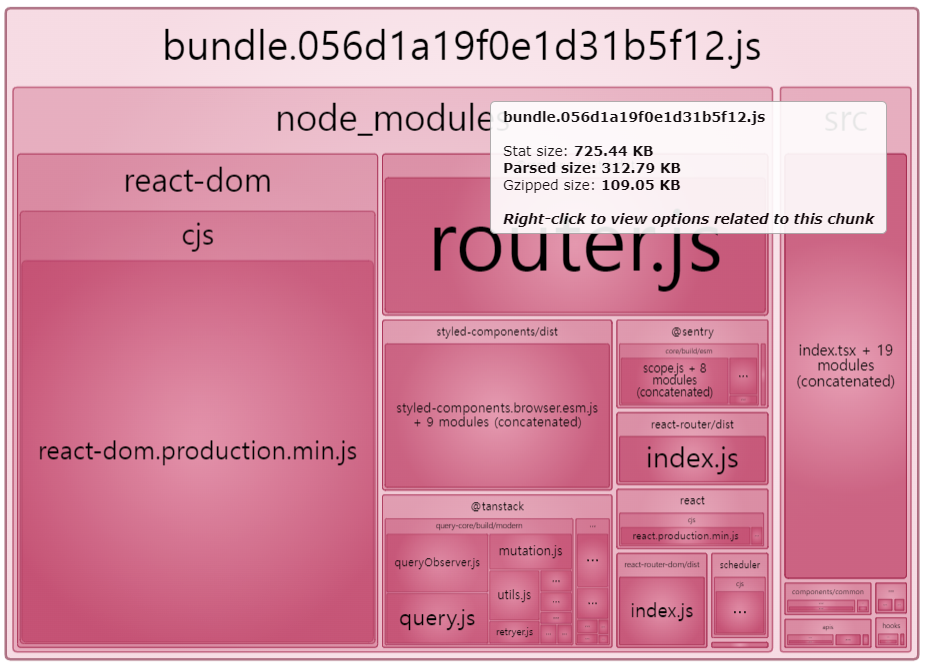 bundle.056d1a19f0e1d31b5f12.js
node_modules
src
bundle.056d1a19f0e1d31b5f12.js
Stat size: 725.44 KB
Parsed size: 312.79 KB
Gzipped size: 109.05 KB
Right-click to view options related to this chunk
react-dom
cjs
react-dom.production.min.js
router.js
styled-components/dist
styled-components.browser.esm.js
+ 9 modules (concatenated)
@tanstack
query-core/build/modern
queryObserver.js
query.js
mutation.js
utils.js
...
...
retryer.js
...
...
...
...
@sentry
core/build/esm
scope.js + 8
modules
(concatenated)
...
react-router/dist
index.js
react
cjs
react.production.min.js
react-router-dom/dist
index.js
scheduler
cjs
...
index.tsx + 19
modules
(concatenated)
components/common
...
...
apis
hooks